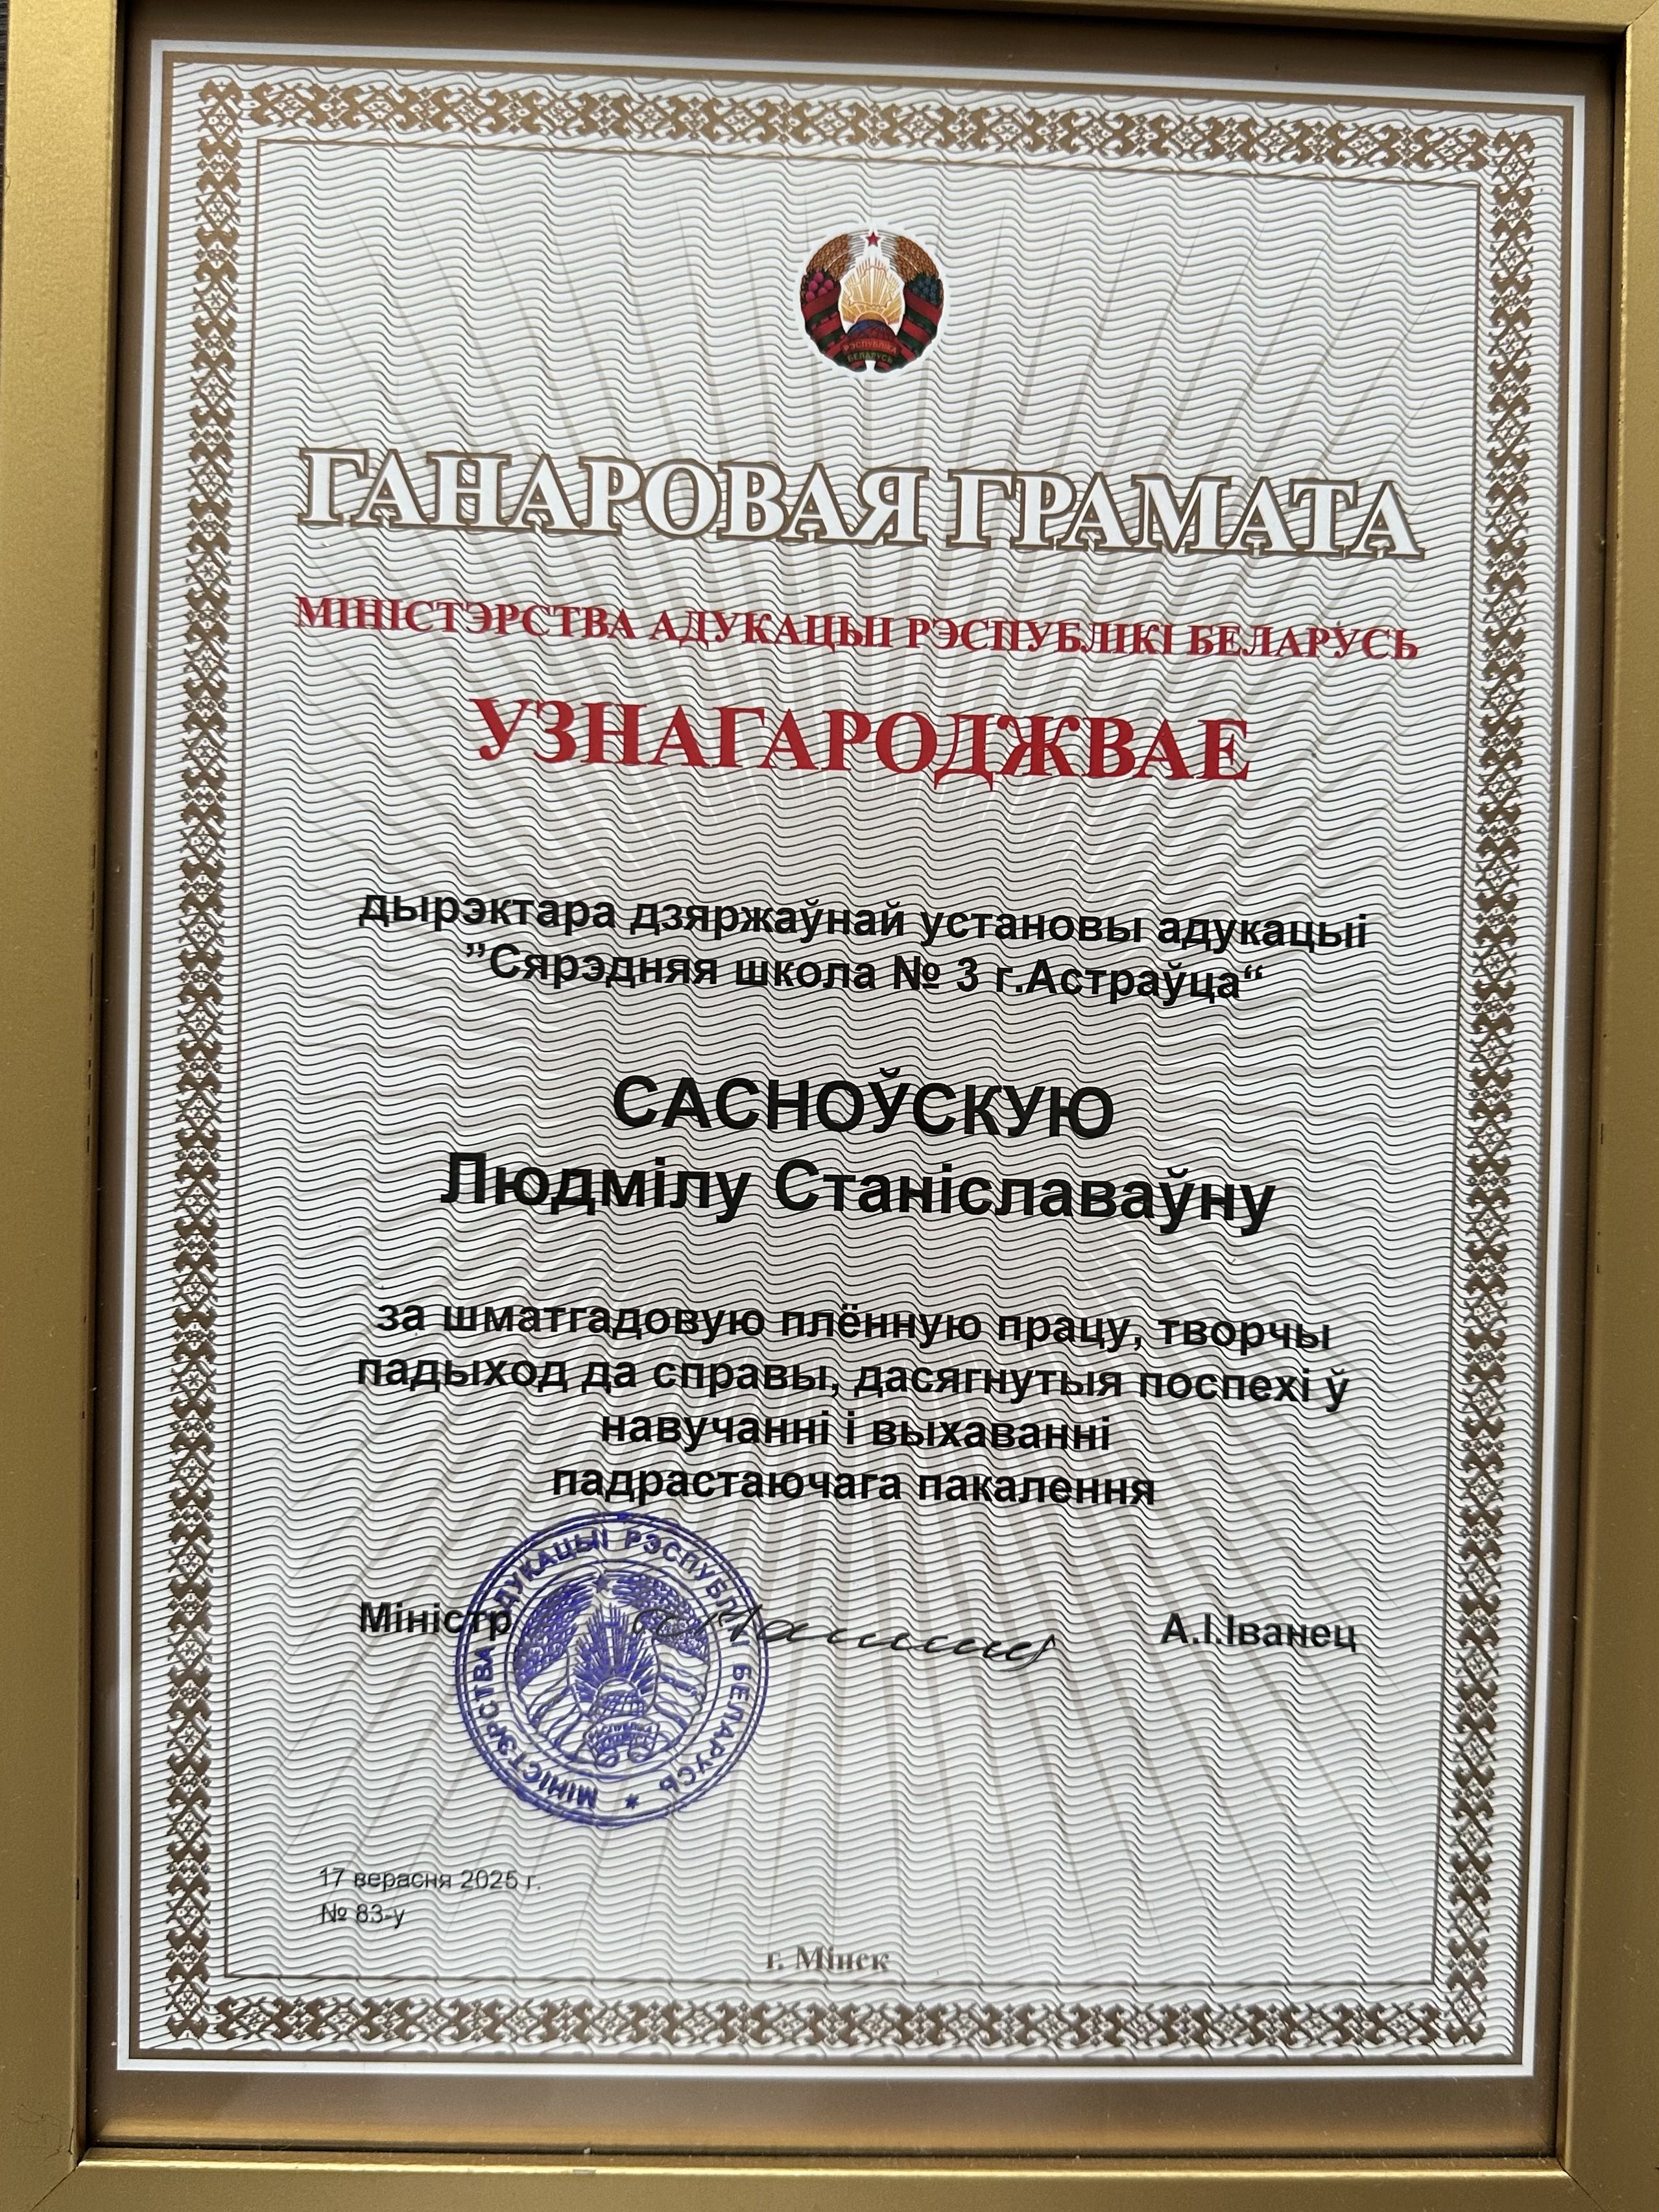 РЭСПУБЛІКА
БЕЛАРУСЬ
ГАНАРОВАЯ ГРАМАТА
МІНІСТЭРСТВА АДУКАЦЫІ РЭСПУБЛІКІ БЕЛАРУСЬ
УЗНАГАРОДЖВАЕ
дырэктара дзяржаўнай установы адукацыі
”Сярэдняя школа № 3 г.Астраўца“
САСНОЎСКУЮ
Людмілу Станіславаўну
за шматгадовую плённую працу, творчы
падыход да справы, дасягнутыя поспехі ў
навучанні і выхаванні
падрастаючага пакалення
Міністр
А.І.Іванец
МІНІСТЭРСТВА АДУКАЦЫІ РЭСПУБЛІКІ БЕЛАРУСЬ
17 верасня 2025 г.
№ 83-у
г. Мінск